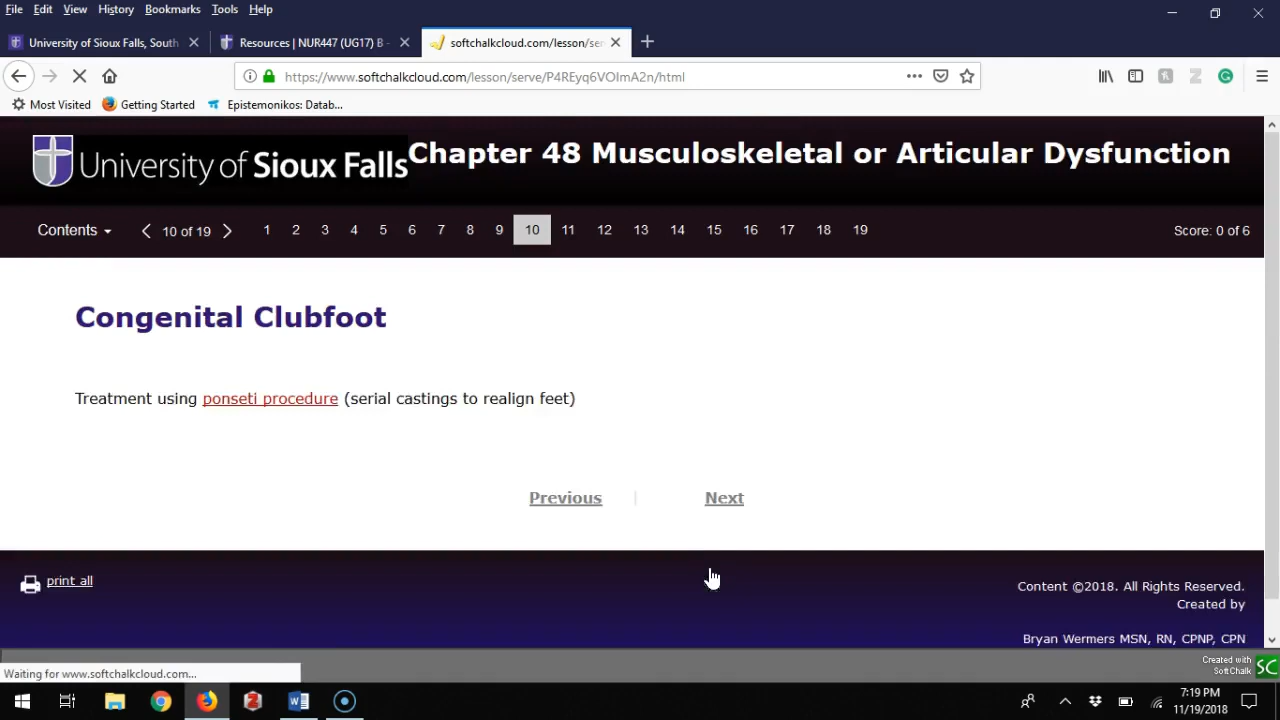 File Edit View History Bookmarks Tools Help
University of Sioux Falls, South
Resources | NUR447 (UG17) B -
softchalkcloud.com/lesson/ser
https://www.softchalkcloud.com/lesson/serve/P4REyq6VOImA2n/html
Most Visited Getting Started Epistemonikos: Datab...
University of Sioux Falls
Chapter 48 Musculoskeletal or Articular Dysfunction
Contents 10 of 19 1 2 3 4 5 6 7 8 9 10 11 12 13 14 15 16 17 18 19 Score: 0 of 6
Congenital Clubfoot
Treatment using ponseti procedure (serial castings to realign feet)
Previous | Next
print all
Content ©2018. All Rights Reserved.
Created by
Bryan Wermers MSN, RN, CPNP, CPN
Created with
SoftChalk
SC
Waiting for www.softchalkcloud.com...
7:19 PM
11/19/2018